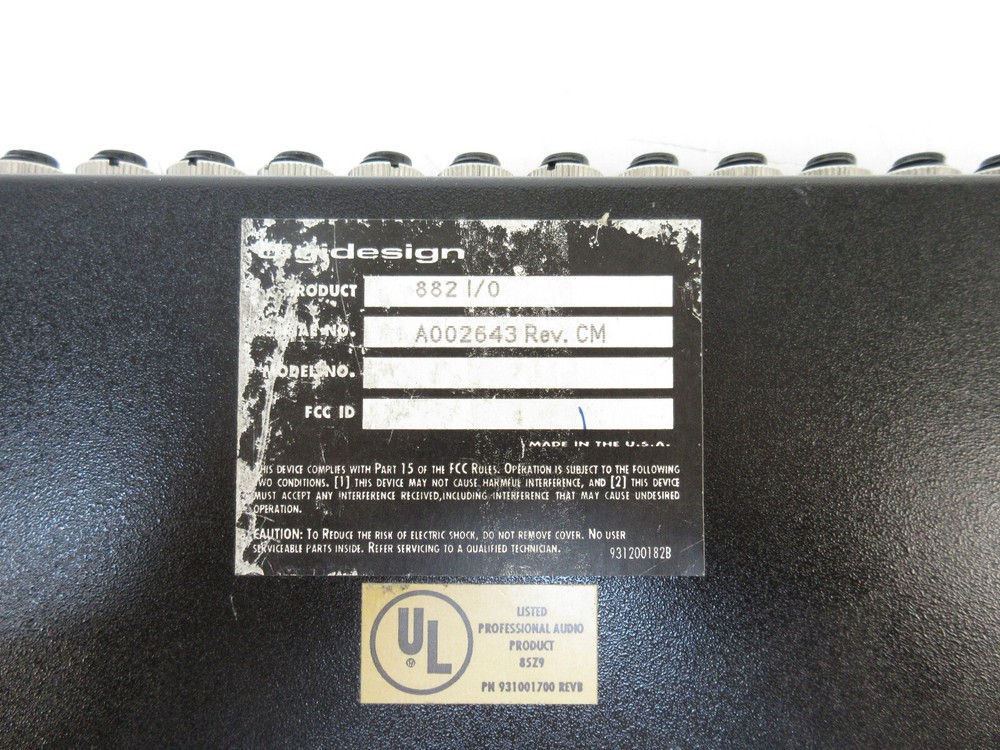 digidesign
PRODUCT 882 I/O
SERIAL NO. A002643 Rev. CM
MODEL NO.
FCC ID
MADE IN THE U.S.A.
THIS DEVICE COMPLIES WITH PART 15 OF THE FCC RULES. OPERATION IS SUBJECT TO THE FOLLOWING
TWO CONDITIONS. [1] THIS DEVICE MAY NOT CAUSE HARMFUL INTERFERENCE, AND [2] THIS DEVICE
MUST ACCEPT ANY INTERFERENCE RECEIVED, INCLUDING INTERFERENCE THAT MAY CAUSE UNDESIRED
OPERATION.
CAUTION: TO REDUCE THE RISK OF ELECTRIC SHOCK, DO NOT REMOVE COVER. NO USER
SERVICEABLE PARTS INSIDE. REFER SERVICING TO A QUALIFIED TECHNICIAN.
931200182B
UL
®
LISTED
PROFESSIONAL AUDIO
PRODUCT
85Z9
PN 931001700 REVB